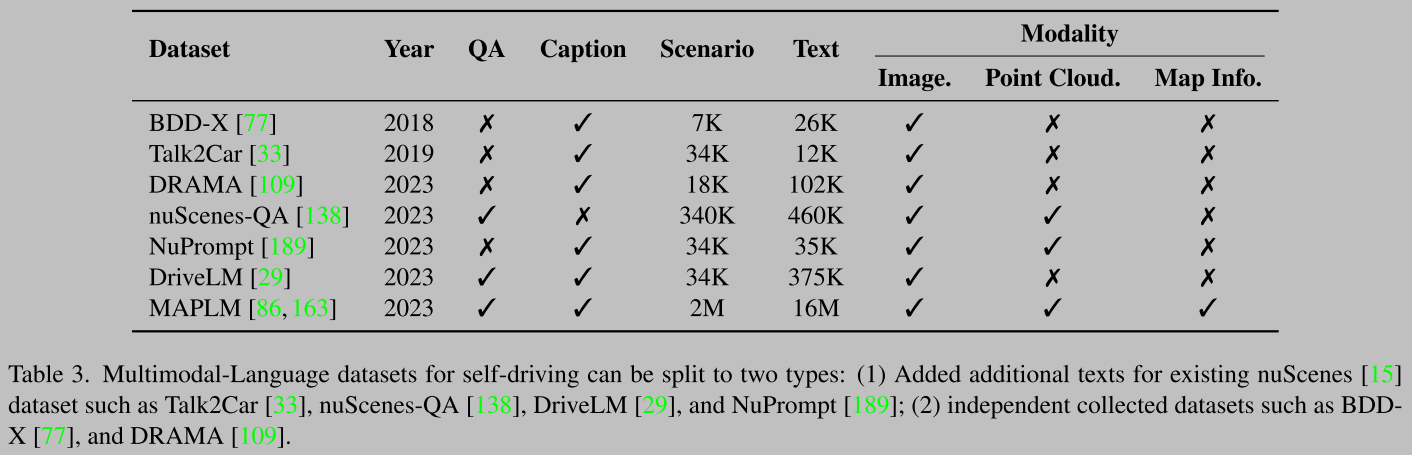 Modality
Dataset Year QA Caption Scenario Text
Image. Point Cloud. Map Info.
BDD-X [77] 2018 ✗ ✓ 7K 26K ✓ ✗ ✗
Talk2Car [33] 2019 ✗ ✓ 34K 12K ✓ ✗ ✗
DRAMA [109] 2023 ✗ ✓ 18K 102K ✓ ✗ ✗
nuScenes-QA [138] 2023 ✓ ✗ 340K 460K ✓ ✓ ✗
NuPrompt [189] 2023 ✗ ✓ 34K 35K ✓ ✓ ✗
DriveLM [29] 2023 ✓ ✓ 34K 375K ✓ ✗ ✗
MAPLM [86, 163] 2023 ✓ ✓ 2M 16M ✓ ✓ ✓
Table 3. Multimodal-Language datasets for self-driving can be split to two types: (1) Added additional texts for existing nuScenes [15]
dataset such as Talk2Car [33], nuScenes-QA [138], DriveLM [29], and NuPrompt [189]; (2) independent collected datasets such as BDD-
X [77], and DRAMA [109].